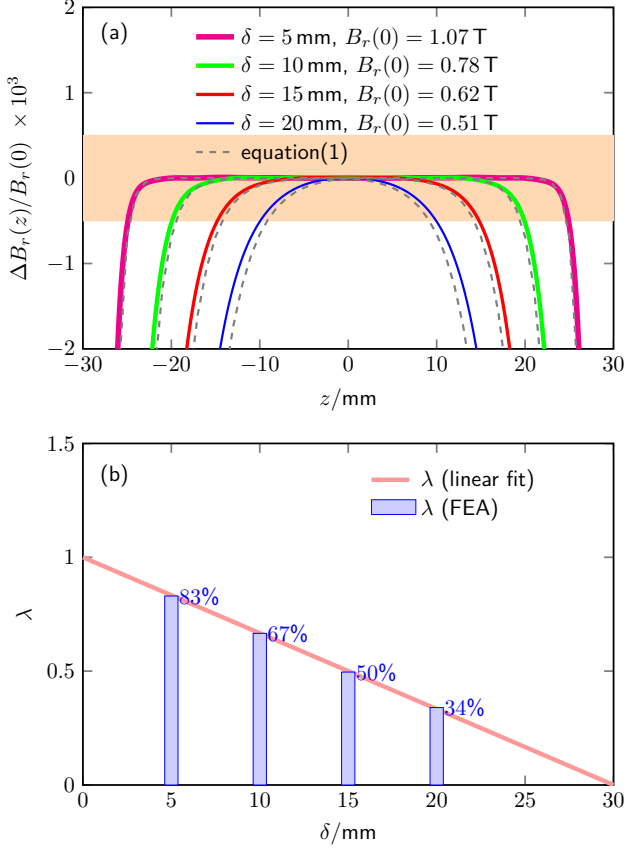 (a)
δ = 5 mm, B_r(0) = 1.07 T
δ = 10 mm, B_r(0) = 0.78 T
δ = 15 mm, B_r(0) = 0.62 T
δ = 20 mm, B_r(0) = 0.51 T
equation(1)
ΔB_r(z)/B_r(0) × 10³
2
1
0
−1
−2
−30 −20 −10 0 10 20 30
z/mm
(b)
λ (linear fit)
λ (FEA)
λ
1.5
1
0.5
0
83%
67%
50%
34%
0 5 10 15 20 30
δ/mm